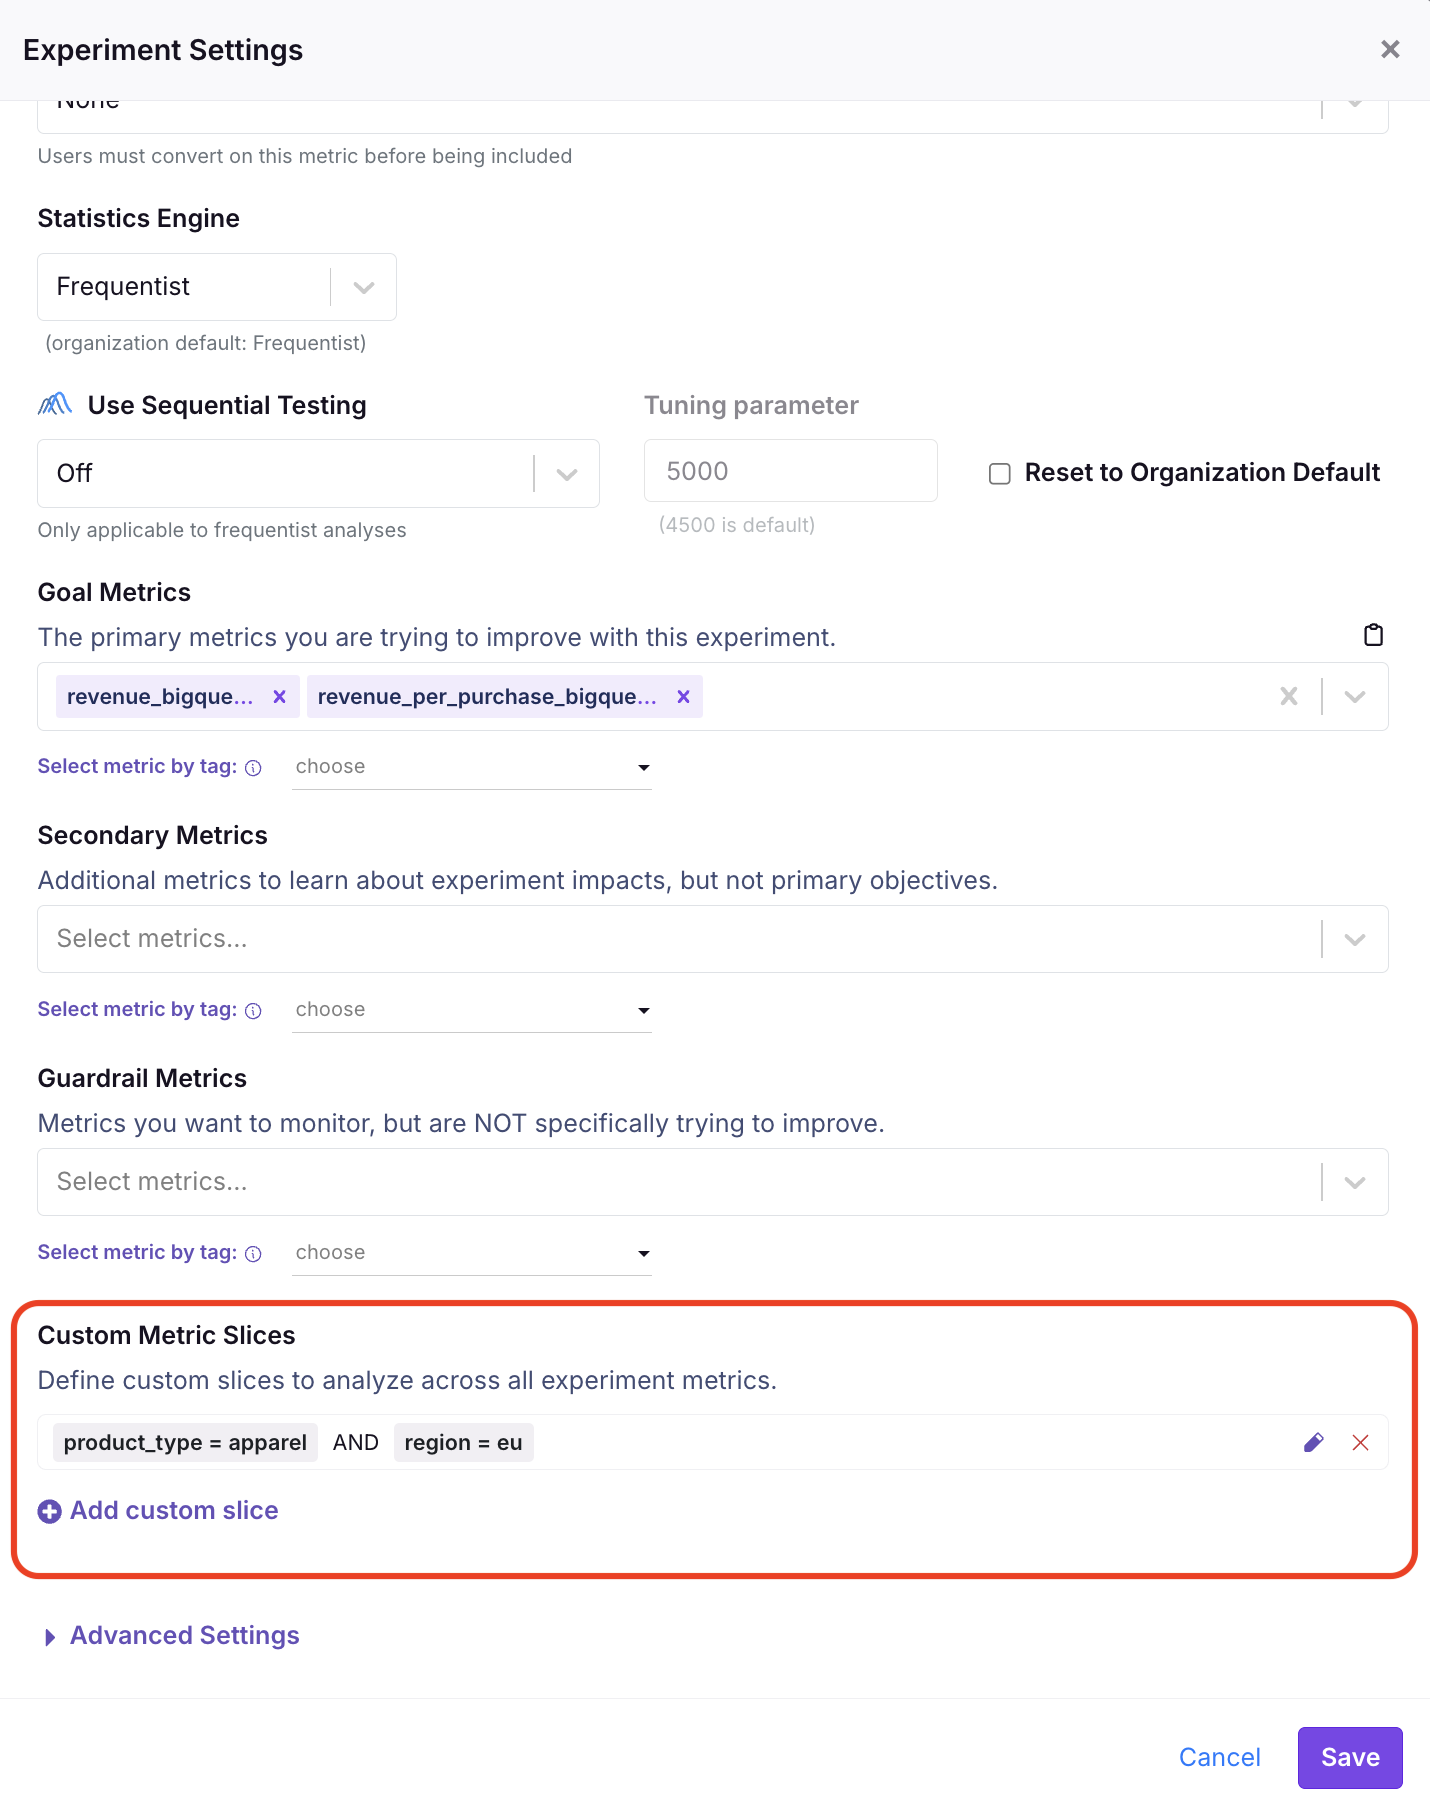 Experiment Settings
None
Users must convert on this metric before being included
Statistics Engine
Frequentist
(organization default: Frequentist)
Use Sequential Testing
Tuning parameter
Off
5000
Reset to Organization Default
Only applicable to frequentist analyses
(4500 is default)
Goal Metrics
The primary metrics you are trying to improve with this experiment.
revenue_bigque... revenue_per_purchase_bigque...
Select metric by tag: choose
Secondary Metrics
Additional metrics to learn about experiment impacts, but not primary objectives.
Select metrics...
Select metric by tag: choose
Guardrail Metrics
Metrics you want to monitor, but are NOT specifically trying to improve.
Select metrics...
Select metric by tag: choose
Custom Metric Slices
Define custom slices to analyze across all experiment metrics.
product_type = apparel AND region = eu
Add custom slice
Advanced Settings
Cancel Save